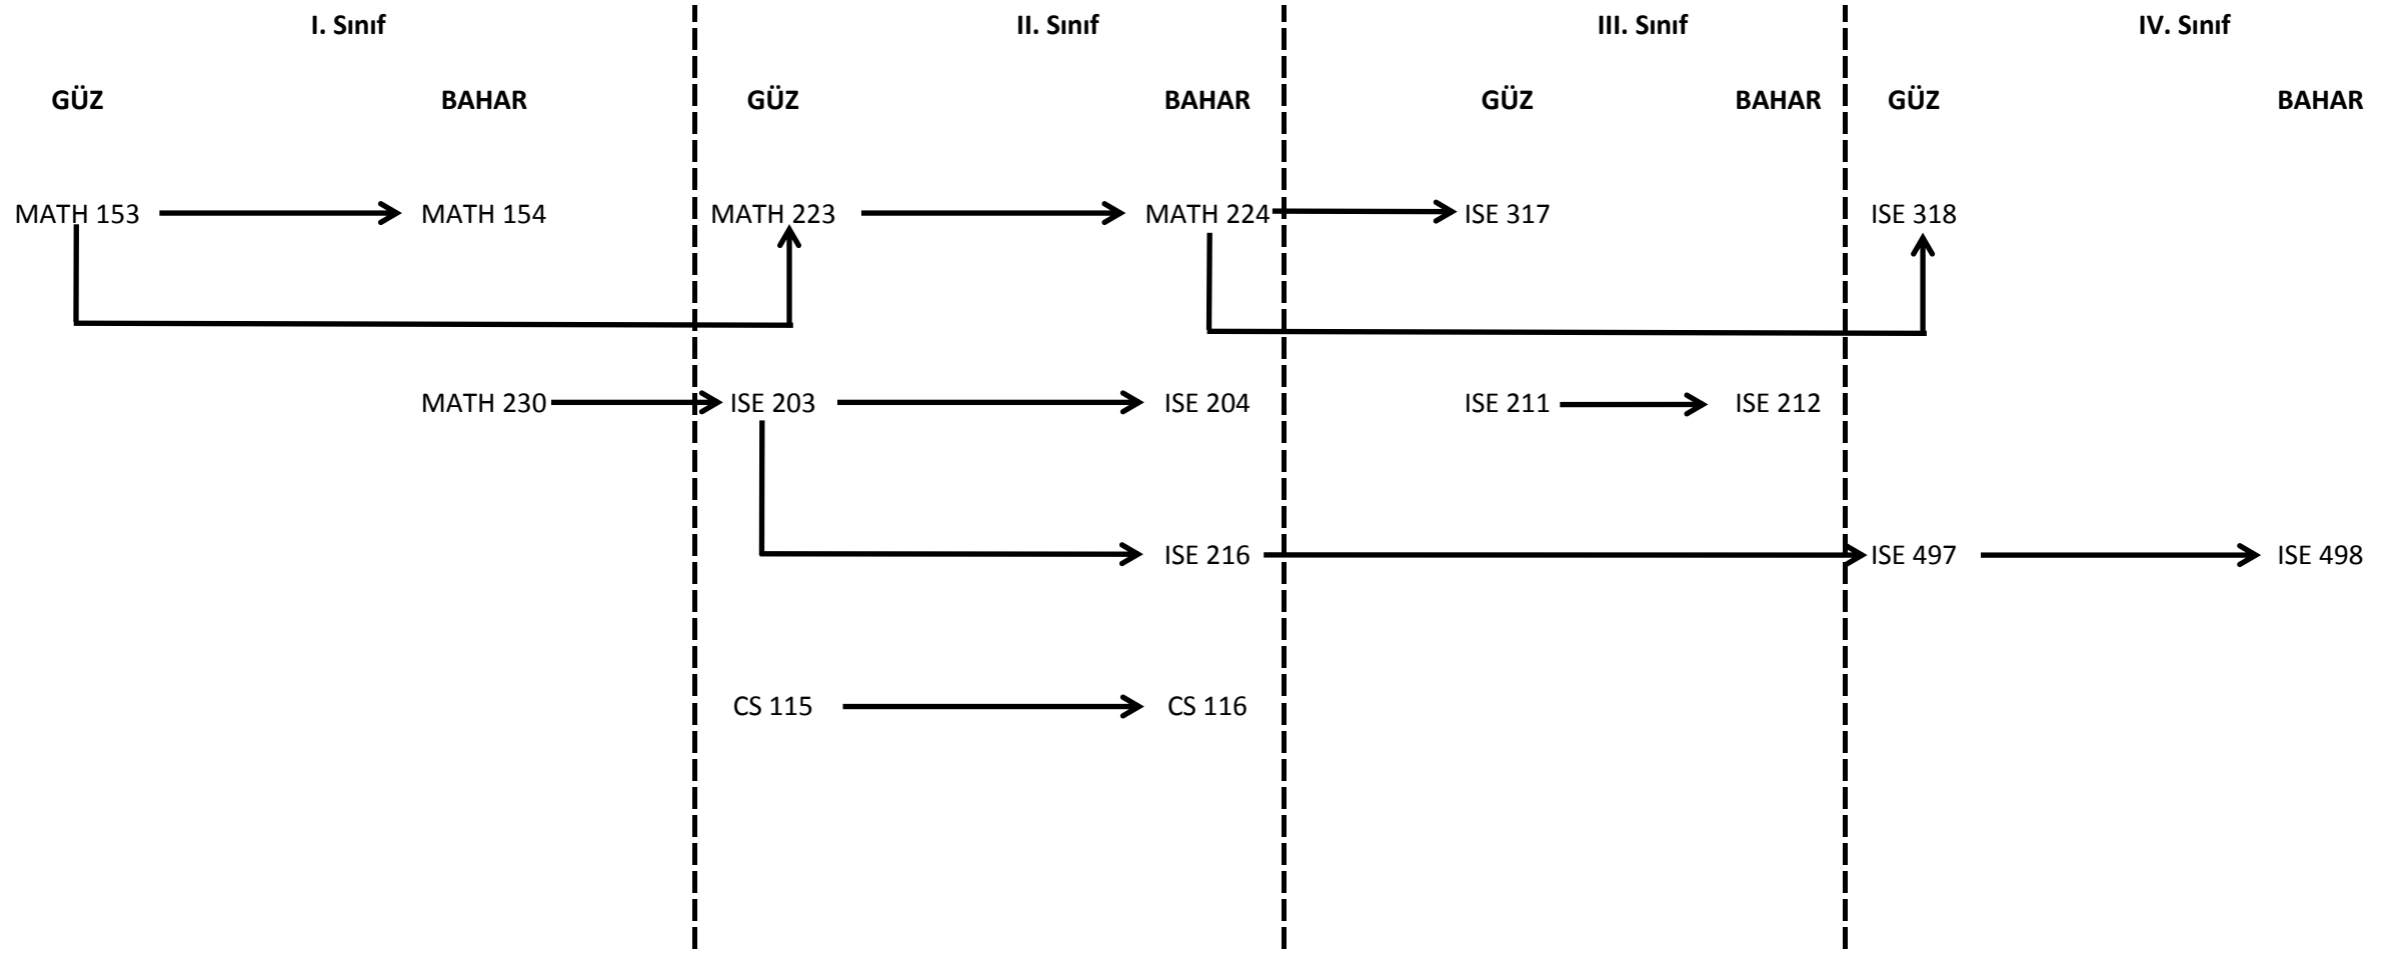 I. Sınıf II. Sınıf III. Sınıf IV. Sınıf
GÜZ BAHAR GÜZ BAHAR GÜZ BAHAR GÜZ BAHAR
MATH 153 MATH 154 MATH 223 MATH 224 ISE 317 ISE 318
MATH 230 ISE 203 ISE 204 ISE 211 ISE 212
ISE 216 ISE 497 ISE 498
CS 115 CS 116